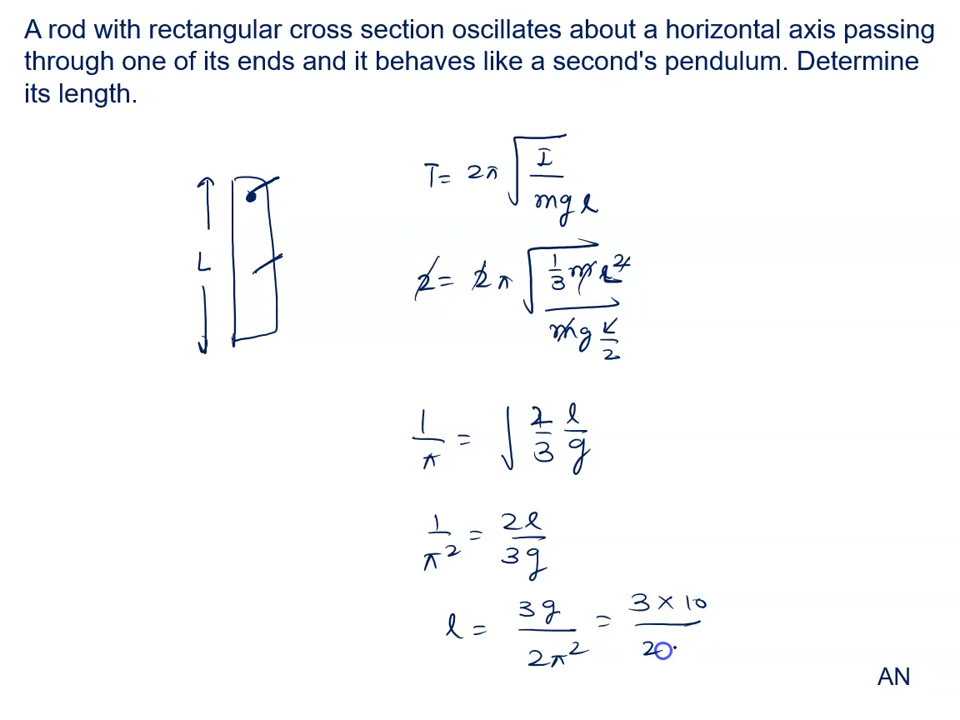 A rod with rectangular cross section oscillates about a horizontal axis passing
through one of its ends and it behaves like a second's pendulum. Determine
its length.
T = 2π √(I / mgl)
L
2 = 2π √(1/3 ml² / mg l/2)
1/π = √(2/3 l/g)
1/π² = 2l/3g
l = 3g/2π² = 3 × 10/20
AN